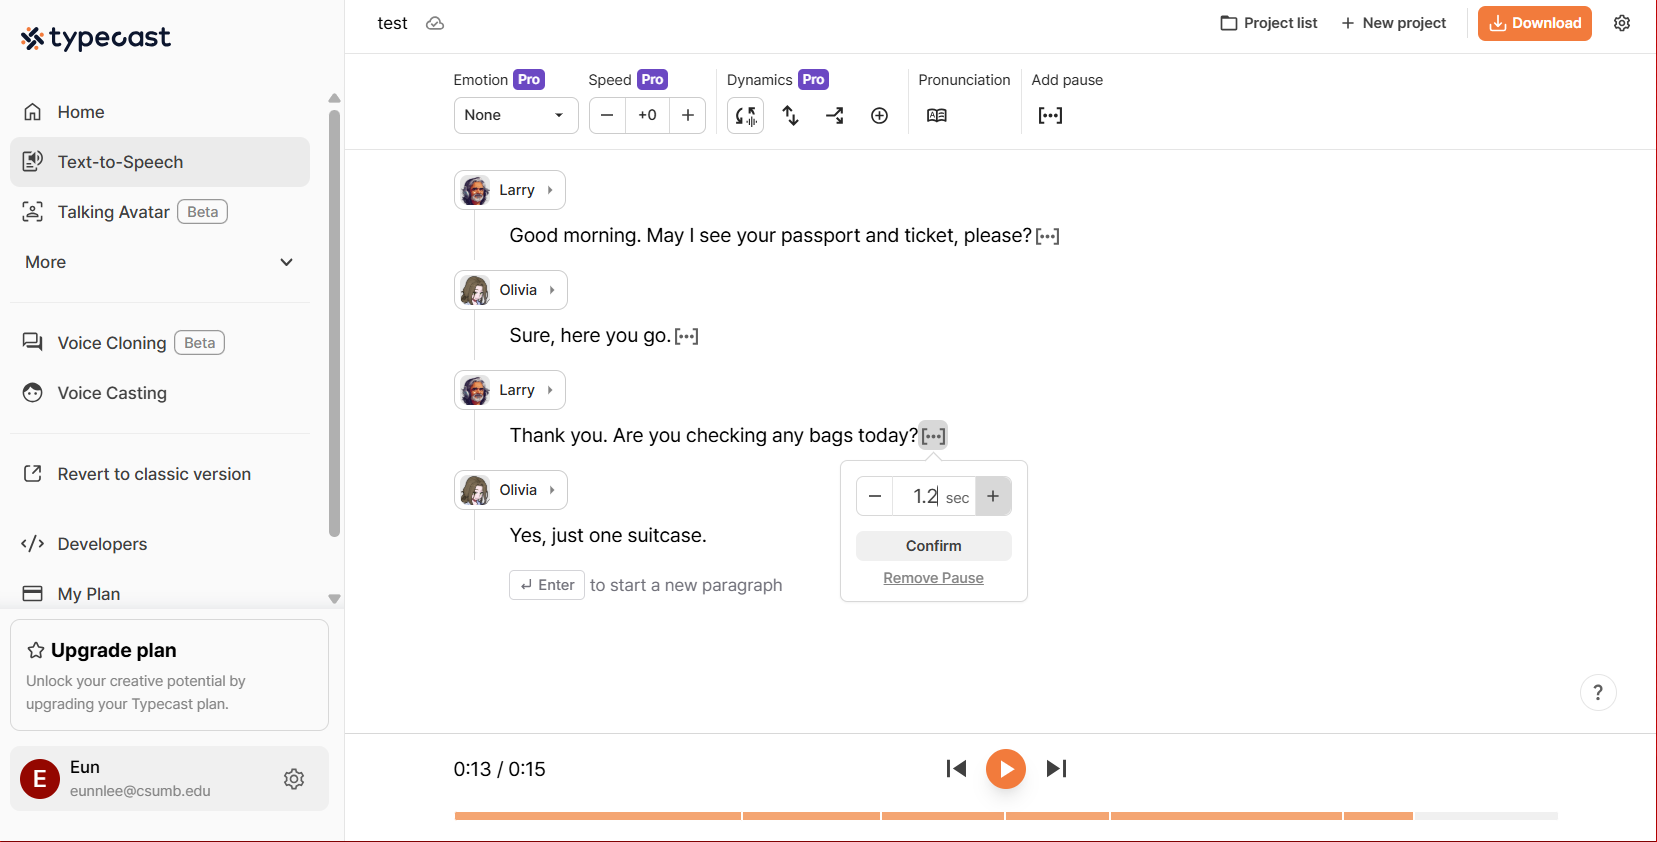 typecast
Home
Text-to-Speech
Talking Avatar Beta
More
Voice Cloning Beta
Voice Casting
Revert to classic version
Developers
My Plan
Upgrade plan
Unlock your creative potential by
upgrading your Typecast plan.
E
Eun
eunnlee@csumb.edu
test
Project list
New project
Download
Emotion Pro
Speed Pro
Dynamics Pro
Pronunciation
Add pause
None
+0
Larry
Good morning. May I see your passport and ticket, please?
Olivia
Sure, here you go.
Larry
Thank you. Are you checking any bags today?
1.2 sec
Confirm
Remove Pause
Olivia
Yes, just one suitcase.
Enter to start a new paragraph
?
0:13 / 0:15